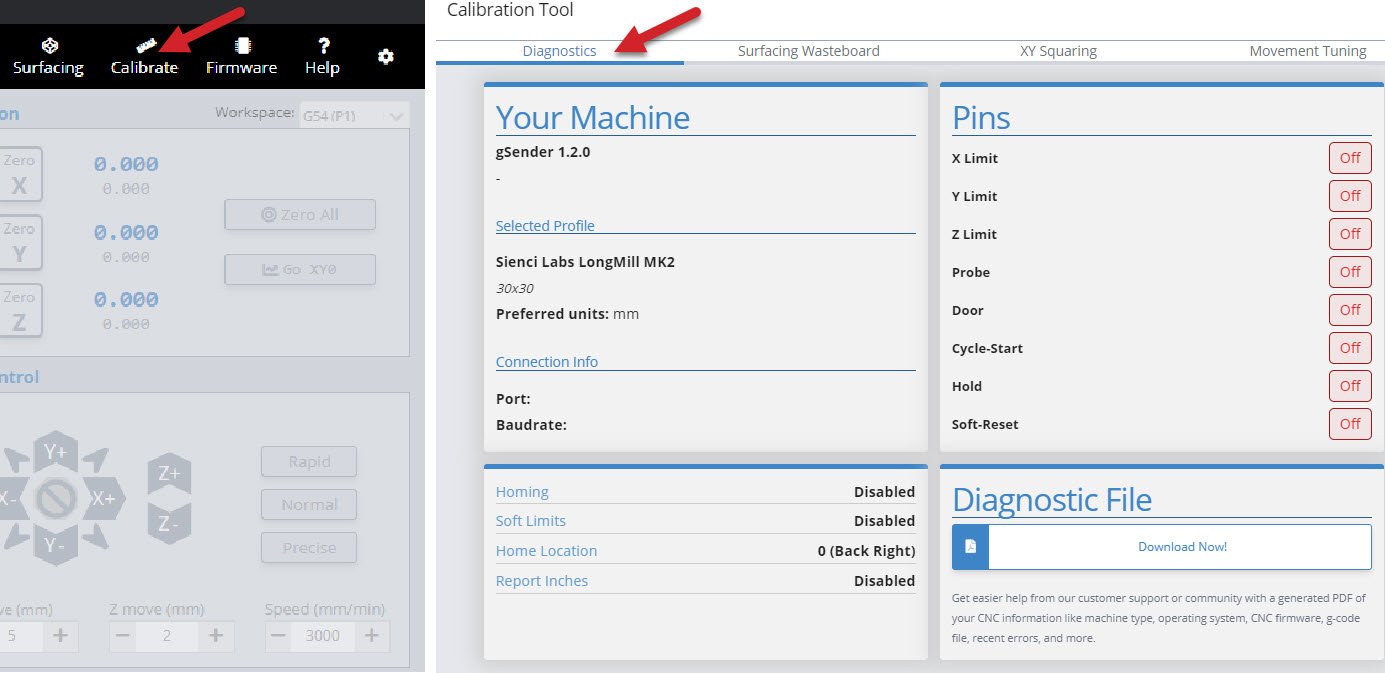 Surfacing Calibrate Firmware Help
on Workspace: G54 (P1)
Zero
X
0.000
0.000
Zero All
Zero
Y
0.000
0.000
Go XY0
Zero
Z
0.000
0.000
ntrol
Y+
X- X+
Y-
Z+
Z-
Rapid
Normal
Precise
ve (mm) Z move (mm) Speed (mm/min)
5 + − 2 + − 3000 +
Calibration Tool
Diagnostics Surfacing Wasteboard XY Squaring Movement Tuning
Your Machine
gSender 1.2.0
-
Selected Profile
Sienci Labs LongMill MK2
30x30
Preferred units: mm
Connection Info
Port:
Baudrate:
Pins
X Limit Off
Y Limit Off
Z Limit Off
Probe Off
Door Off
Cycle-Start Off
Hold Off
Soft-Reset Off
Homing Disabled
Soft Limits Disabled
Home Location 0 (Back Right)
Report Inches Disabled
Diagnostic File
Download Now!
Get easier help from our customer support or community with a generated PDF of
your CNC information like machine type, operating system, CNC firmware, g-code
file, recent errors, and more.